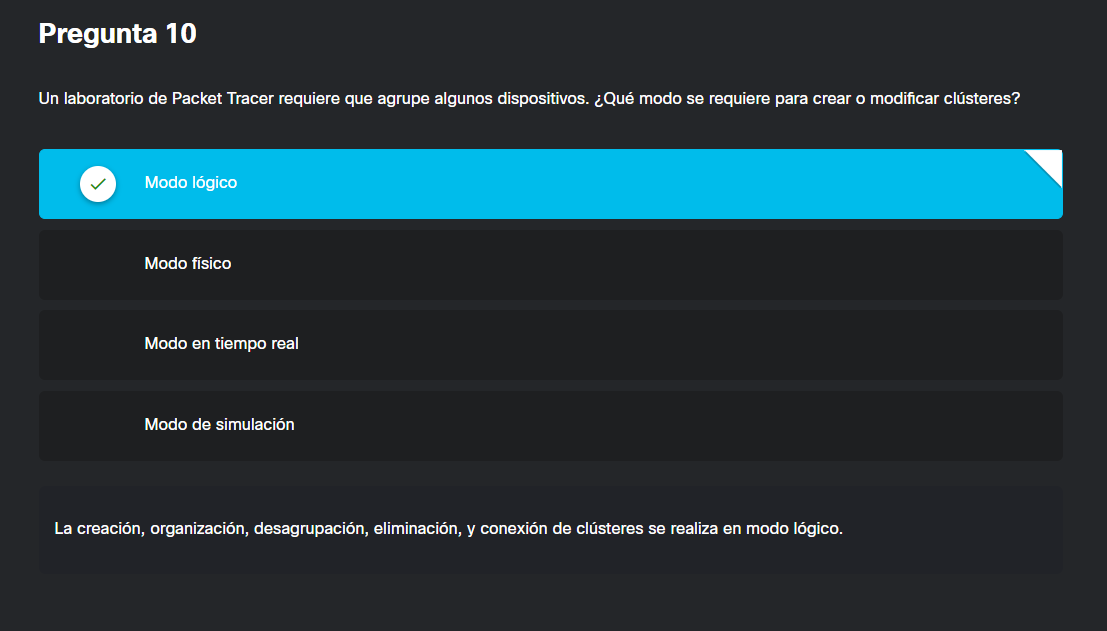 Pregunta 10
Un laboratorio de Packet Tracer requiere que agrupe algunos dispositivos. ¿Qué modo se requiere para crear o modificar clústeres?
Modo lógico
Modo físico
Modo en tiempo real
Modo de simulación
La creación, organización, desagrupación, eliminación, y conexión de clústeres se realiza en modo lógico.